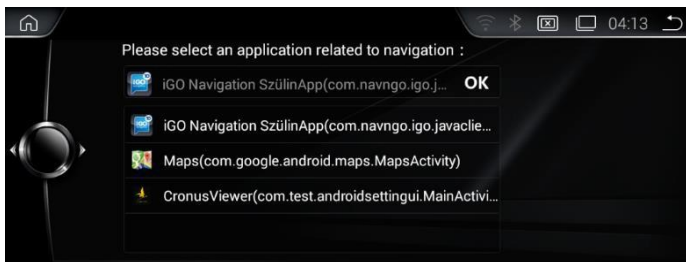 04:13
Please select an application related to navigation :
iGO Navigation SzülinApp(com.navngo.igo.j... OK
iGO Navigation SzülinApp(com.navngo.igo.javaclie...
Maps(com.google.android.maps.MapsActivity)
CronusViewer(com.test.androidsettingui.MainActivi...